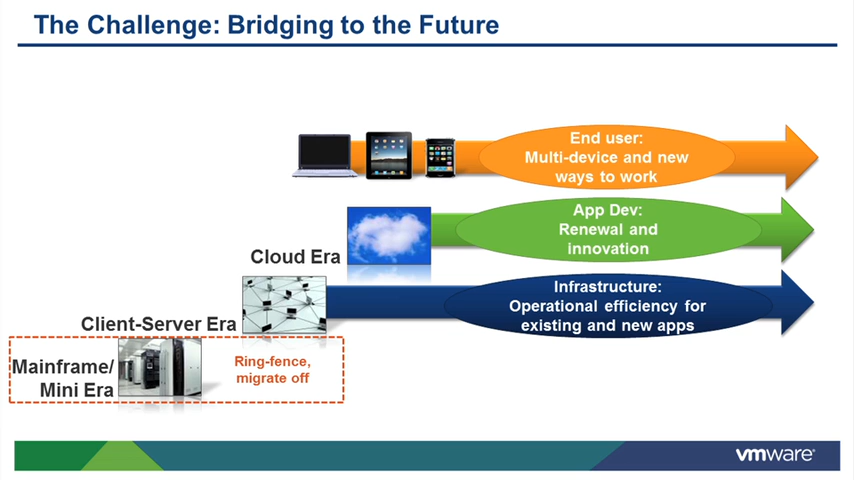 The Challenge: Bridging to the Future
End user:
Multi-device and new
ways to work
App Dev:
Renewal and
innovation
Cloud Era
Infrastructure:
Operational efficiency for
existing and new apps
Client-Server Era
Mainframe/
Mini Era
Ring-fence,
migrate off
vmware®